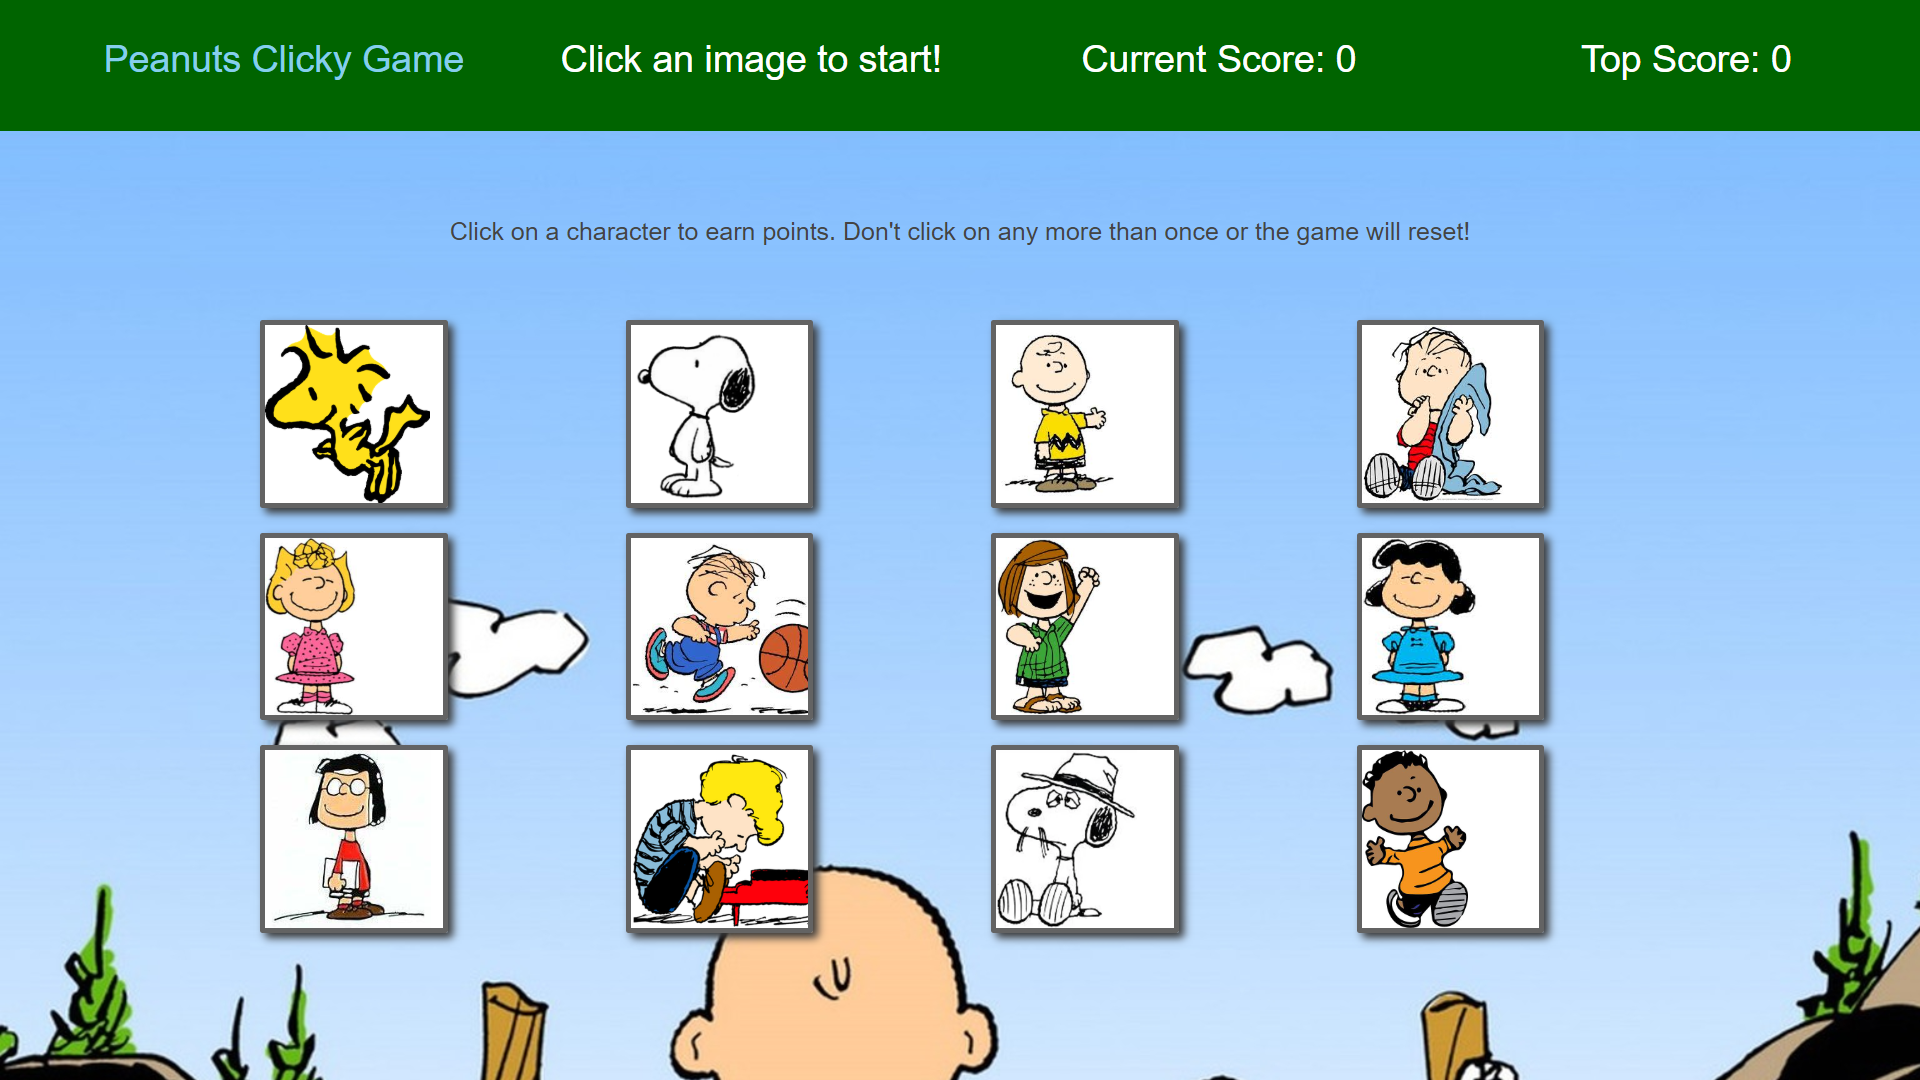 Peanuts Clicky Game
Click an image to start!
Current Score: 0
Top Score: 0
Click on a character to earn points. Don't click on any more than once or the game will reset!